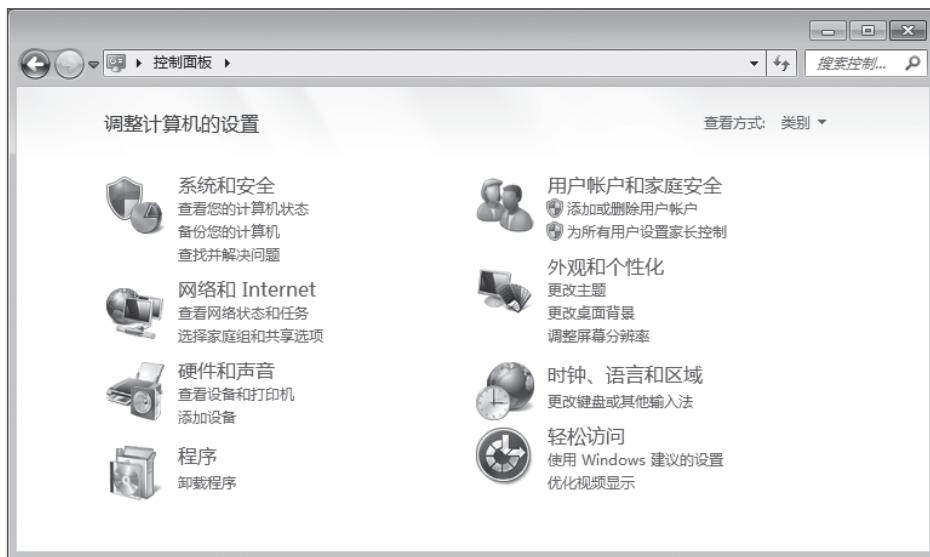 控制面板
搜索控制...
调整计算机的设置
查看方式: 类别
系统和安全
查看您的计算机状态
备份您的计算机
查找并解决问题
网络和 Internet
查看网络状态和任务
选择家庭组和共享选项
硬件和声音
查看设备和打印机
添加设备
程序
卸载程序
用户帐户和家庭安全
添加或删除用户帐户
为所有用户设置家长控制
外观和个性化
更改主题
更改桌面背景
调整屏幕分辨率
时钟、语言和区域
更改键盘或其他输入法
轻松访问
使用 Windows 建议的设置
优化视频显示